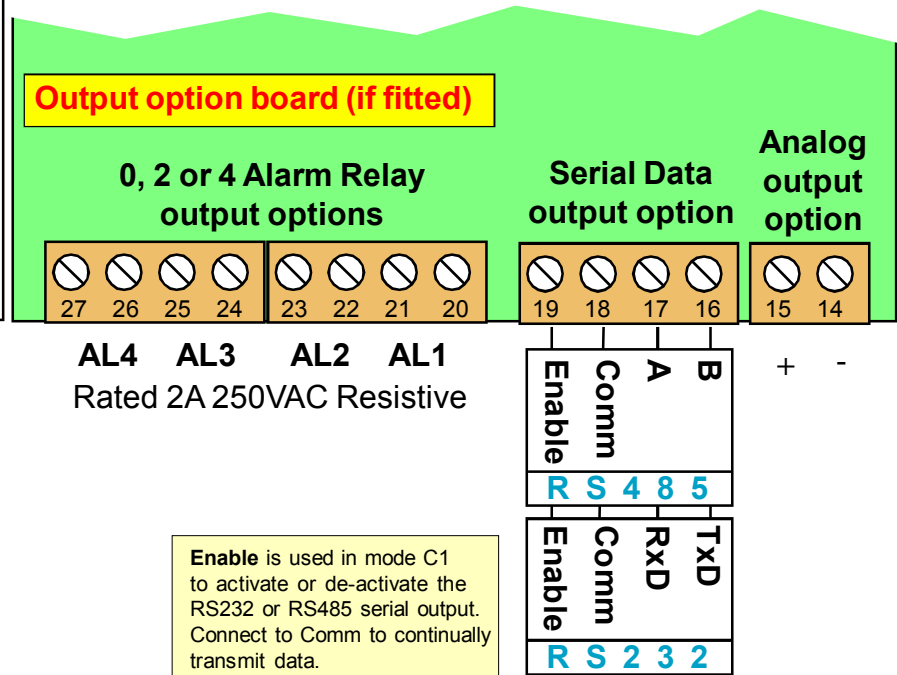 Output option board (if fitted)
0, 2 or 4 Alarm Relay
output options
Serial Data
output option
Analog
output
option
27 26 25 24 23 22 21 20
19 18 17 16
15 14
AL4 AL3 AL2 AL1
Rated 2A 250VAC Resistive
+ -
Enable
Comm
A
B
RS485
Enable
Comm
RxD
TxD
RS232
Enable is used in mode C1
to activate or de-activate the
RS232 or RS485 serial output.
Connect to Comm to continually
transmit data.